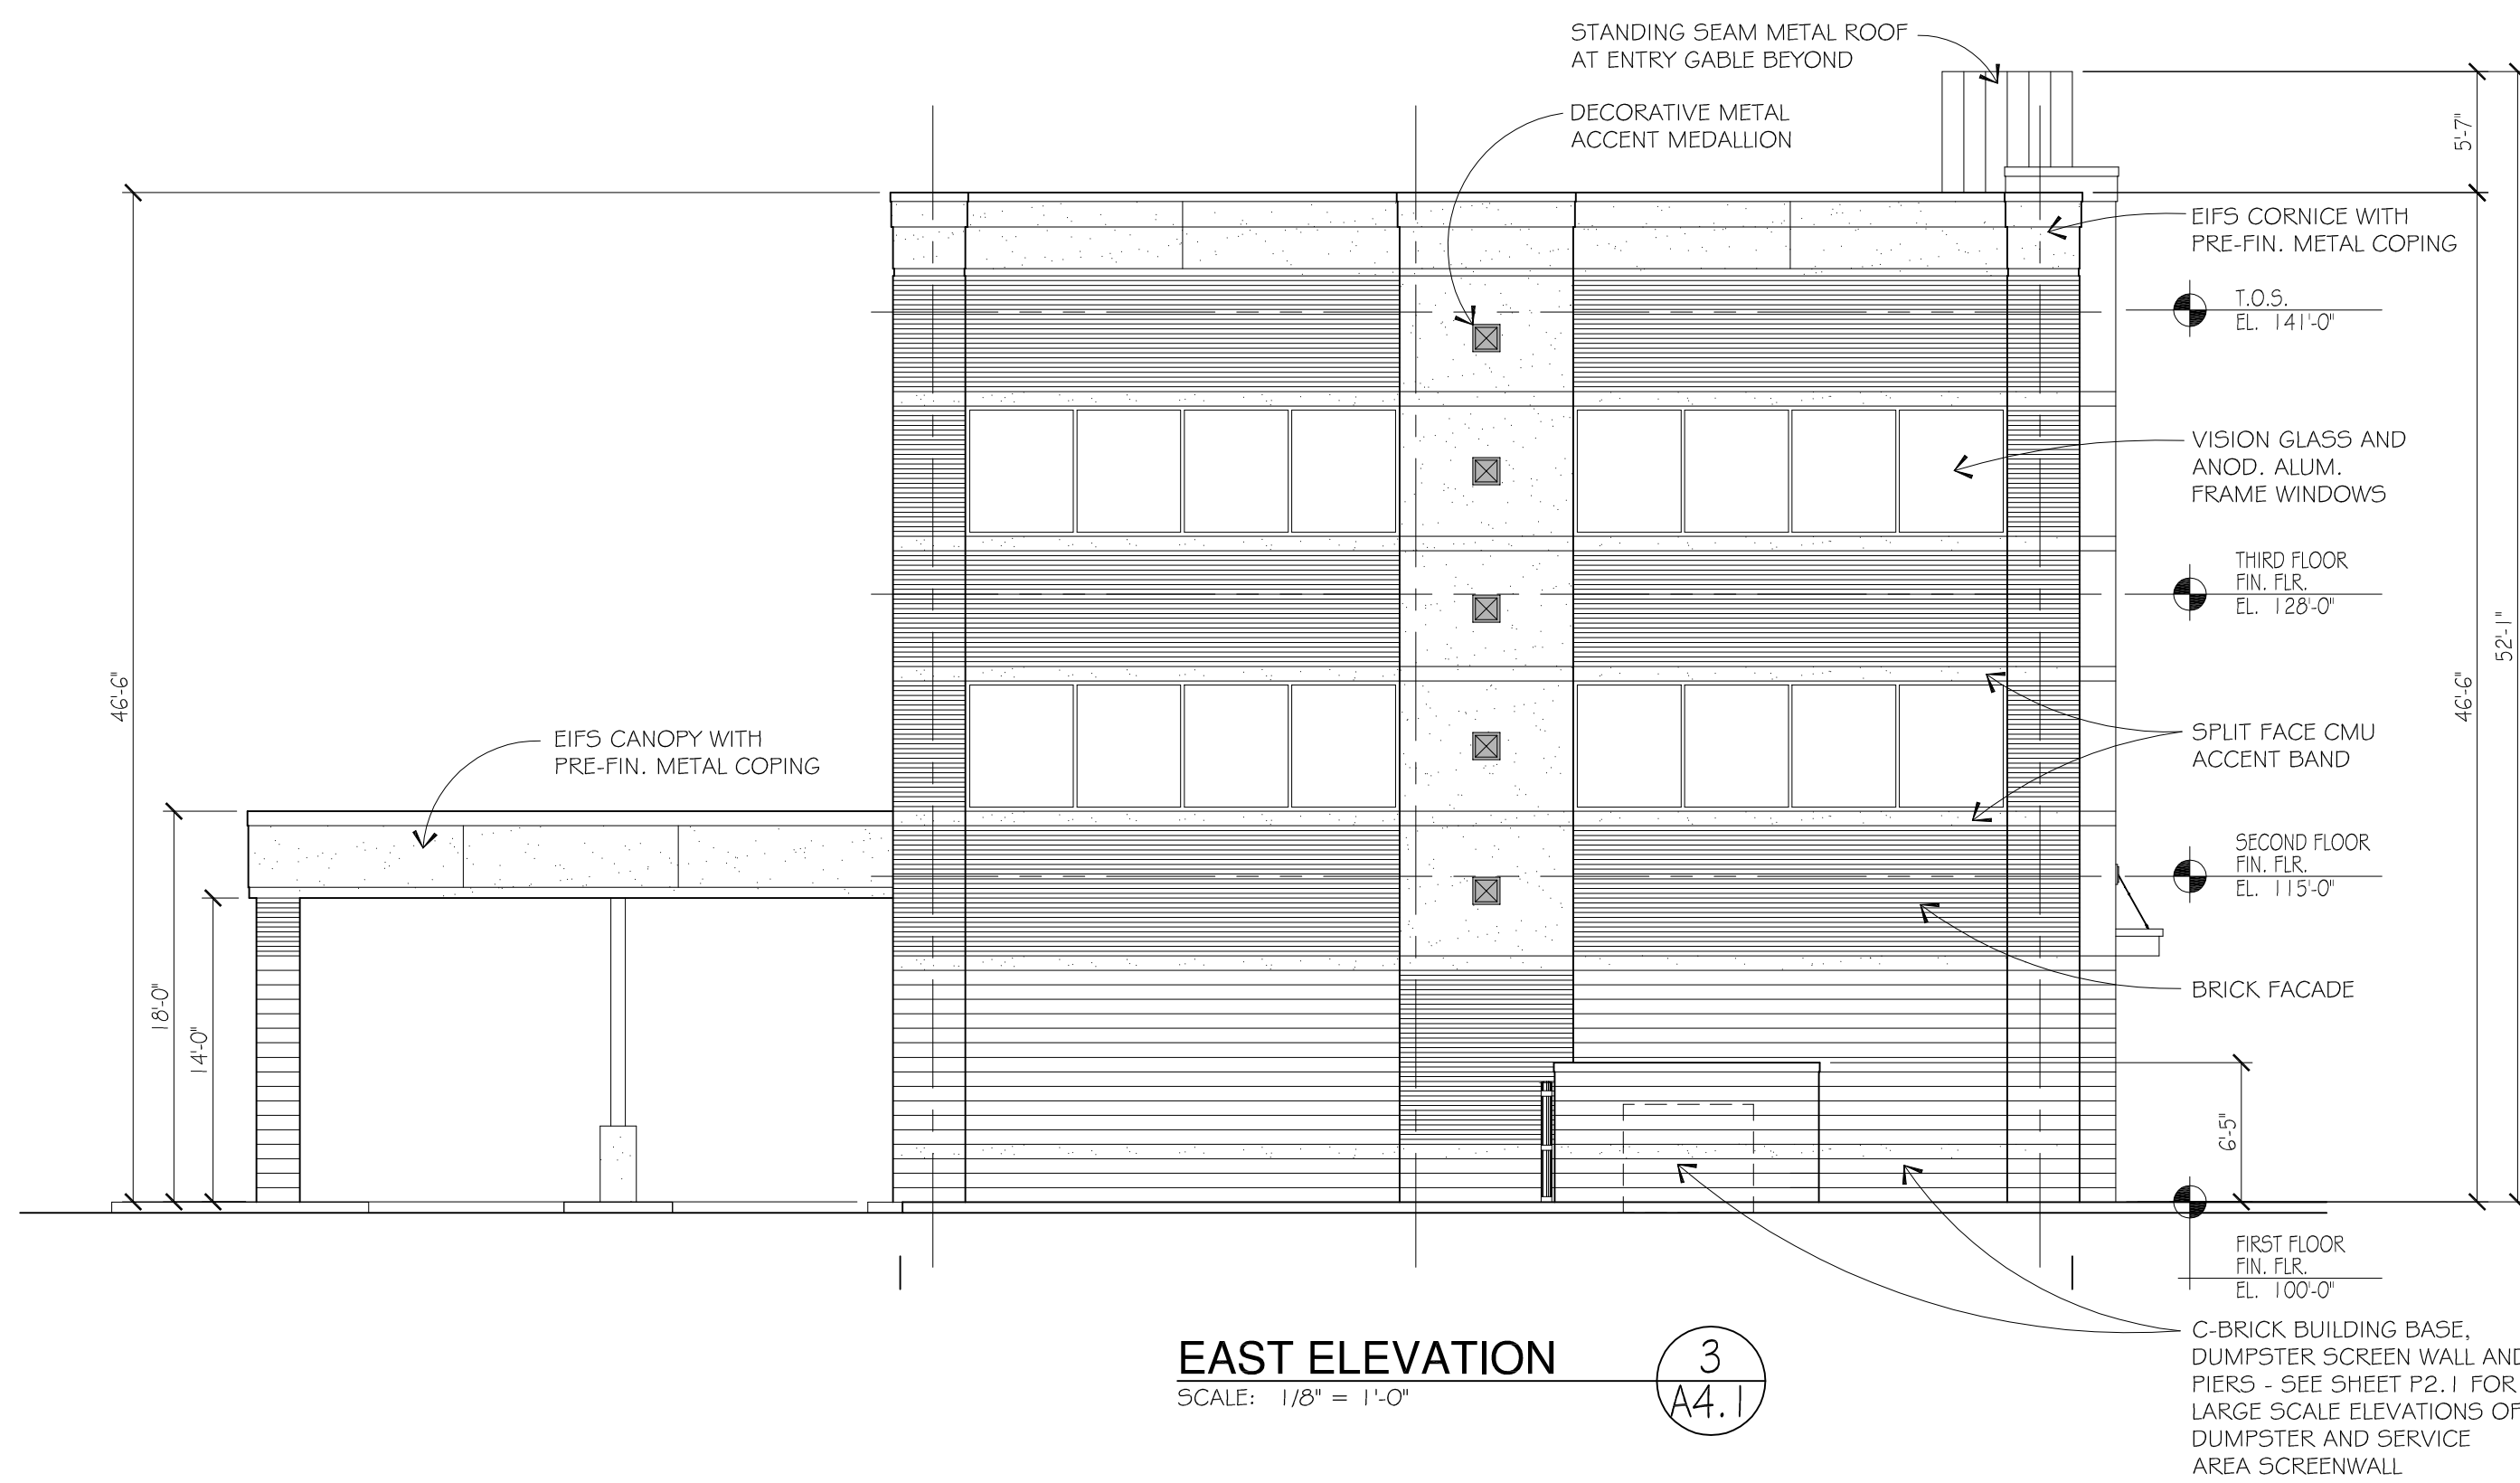 STANDING SEAM METAL ROOF
AT ENTRY GABLE BEYOND
DECORATIVE METAL
ACCENT MEDALLION
5'-7"
EIFS CORNICE WITH
PRE-FIN. METAL COPING
T.O.S.
EL. 141'-0"
VISION GLASS AND
ANOD. ALUM.
FRAME WINDOWS
THIRD FLOOR
FIN. FLR.
EL. 128'-0"
52'-1"
46'-6"
46'-6"
EIFS CANOPY WITH
PRE-FIN. METAL COPING
SPLIT FACE CMU
ACCENT BAND
SECOND FLOOR
FIN. FLR.
EL. 115'-0"
BRICK FACADE
18'-0"
14'-0"
6'-5"
FIRST FLOOR
FIN. FLR.
EL. 100'-0"
C-BRICK BUILDING BASE,
DUMPSTER SCREEN WALL AND
PIERS - SEE SHEET P2.1 FOR
LARGE SCALE ELEVATIONS OF
DUMPSTER AND SERVICE
AREA SCREENWALL
EAST ELEVATION
SCALE: 1/8" = 1'-0"
3
A4.1